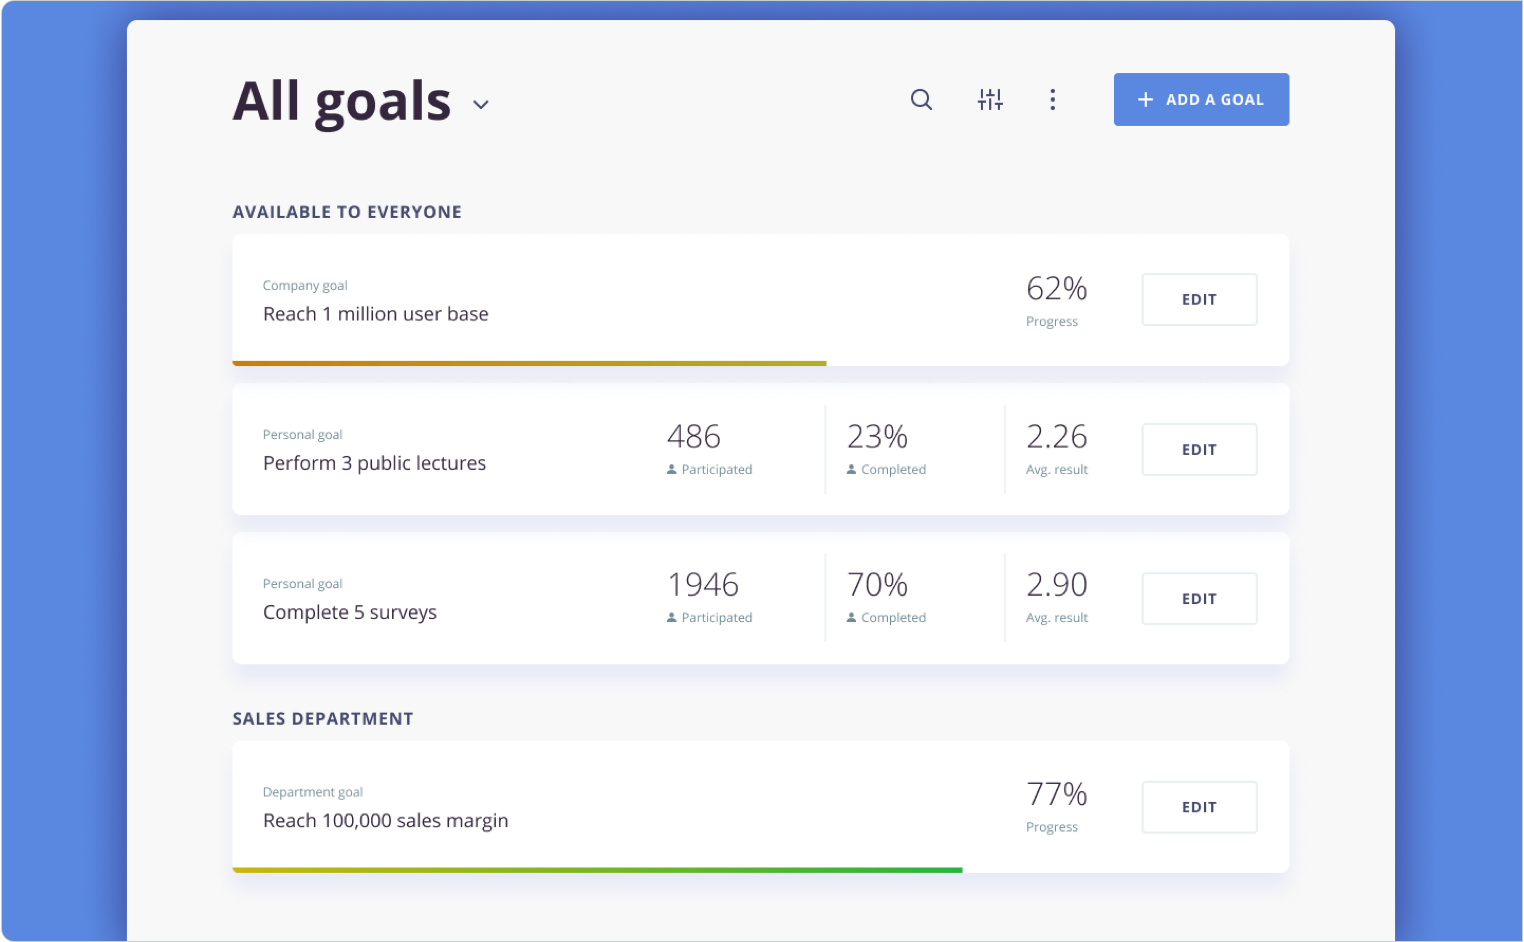 All goals
ADD A GOAL
AVAILABLE TO EVERYONE
Company goal
Reach 1 million user base
62%
Progress
EDIT
Personal goal
Perform 3 public lectures
486
Participated
23%
Completed
2.26
Avg. result
EDIT
Personal goal
Complete 5 surveys
1946
Participated
70%
Completed
2.90
Avg. result
EDIT
SALES DEPARTMENT
Department goal
Reach 100,000 sales margin
77%
Progress
EDIT